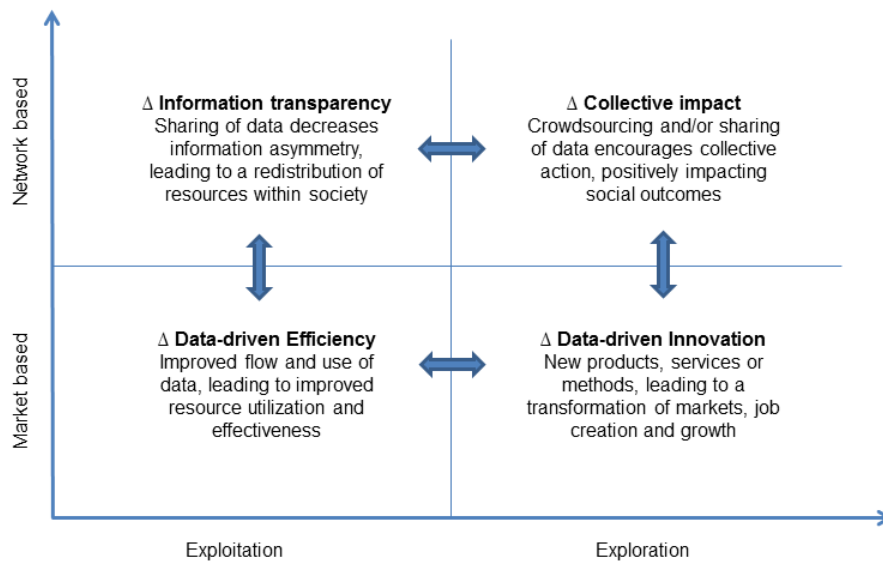 Network based
Δ Information transparency
Sharing of data decreases
information asymmetry,
leading to a redistribution of
resources within society
Δ Collective impact
Crowdsourcing and/or sharing
of data encourages collective
action, positively impacting
social outcomes
Market based
Δ Data-driven Efficiency
Improved flow and use of
data, leading to improved
resource utilization and
effectiveness
Δ Data-driven Innovation
New products, services or
methods, leading to a
transformation of markets, job
creation and growth
Exploitation
Exploration